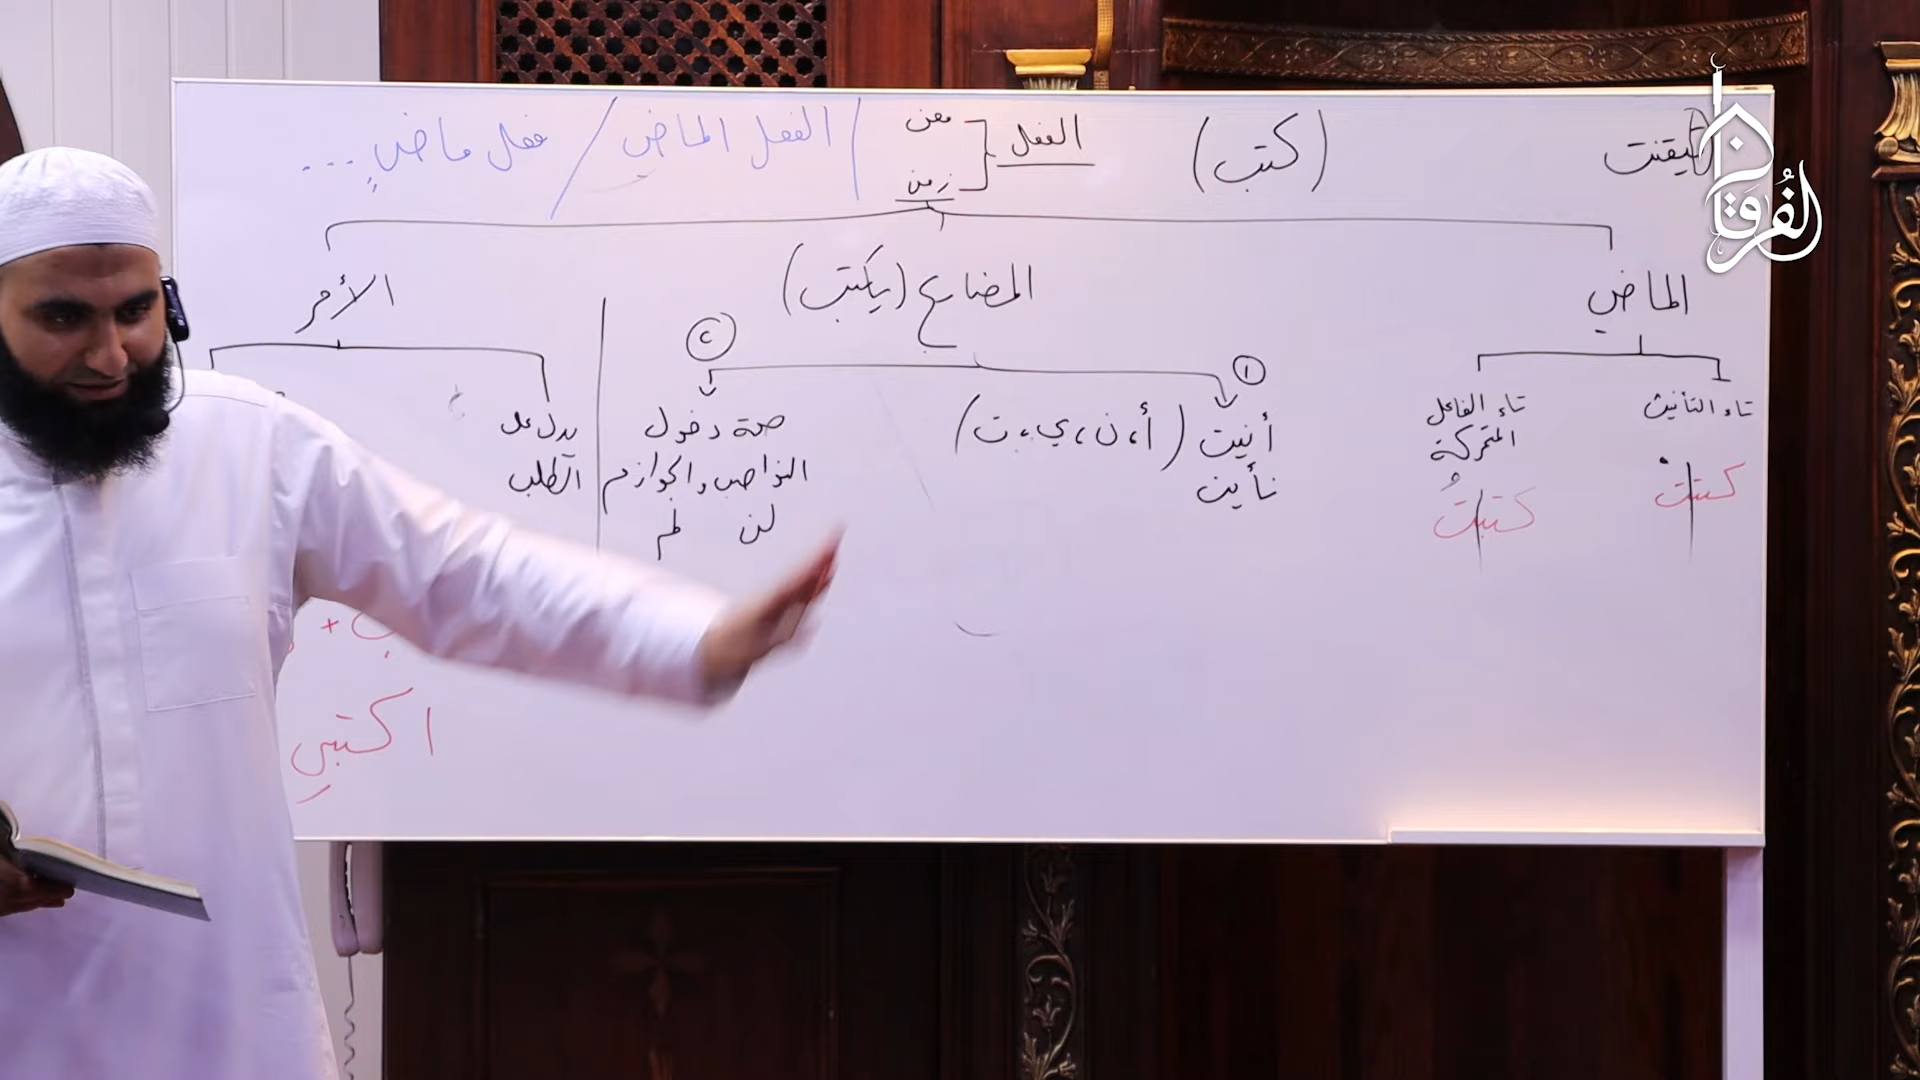 (كتب)
الفعل
معنى
زمن
الفعل الماضي / فعل ماضٍ ...
الماضي
تاء التأنيث
كتبتْ
تاء الفاعل
المتحركة
كتبتُ
المضارع (يكتب)
١
أنيت (أ، ن، ي، ت)
نأيت
٢
صحة دخول
النواصب والجوازم
لن لم
الأمر
يدل على
الطلب
اكتبي
الفرقان